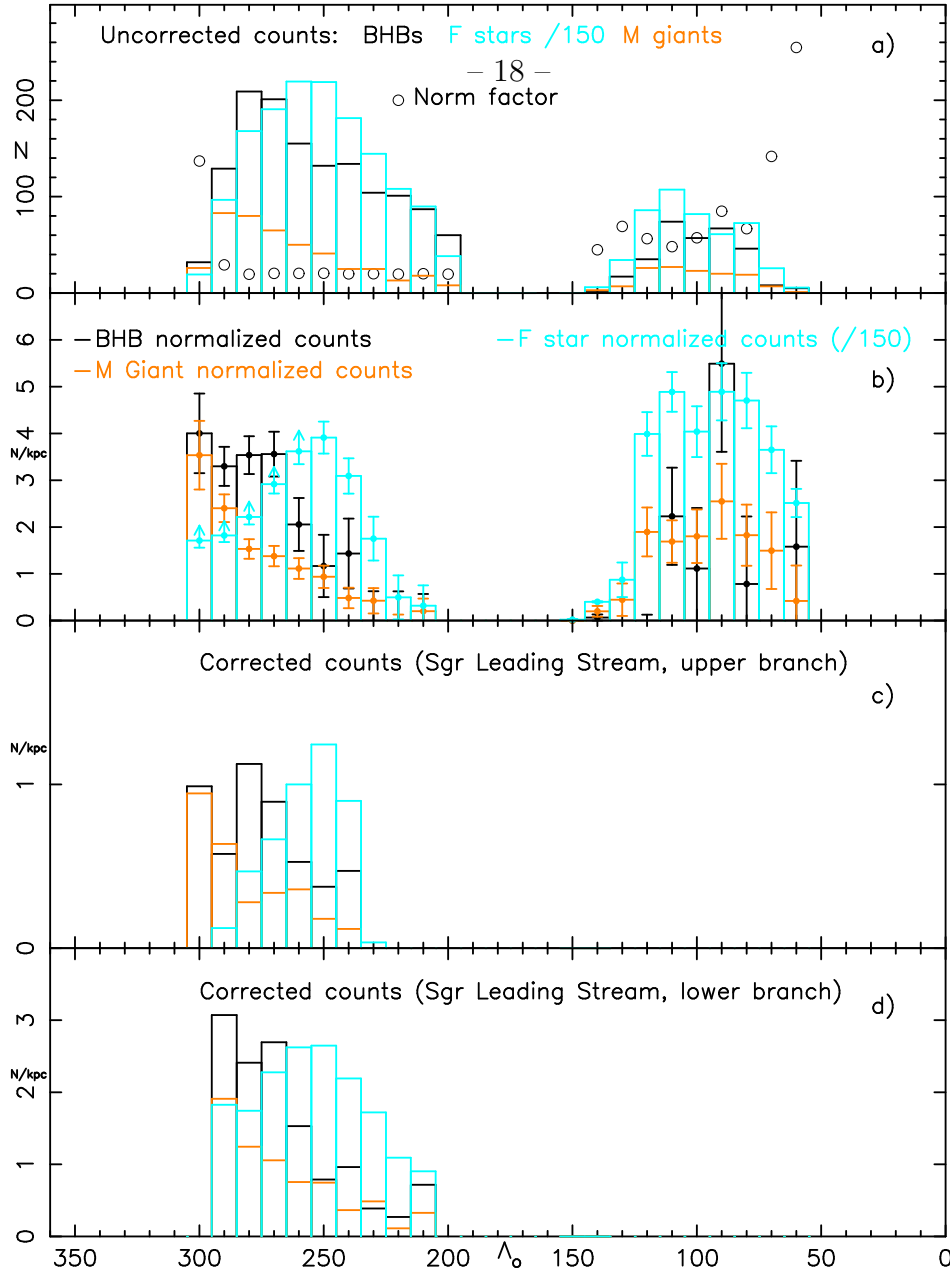 Uncorrected counts: BHBs F stars /150 M giants
a)
– 18 –
Norm factor
200
N
100
0
BHB normalized counts
F star normalized counts (/150)
M Giant normalized counts
b)
6
5
4
N/kpc
3
2
1
0
Corrected counts (Sgr Leading Stream, upper branch)
c)
N/kpc
1
0
Corrected counts (Sgr Leading Stream, lower branch)
d)
3
N/kpc
2
1
0
350 300 250 200 Λo 150 100 50 0